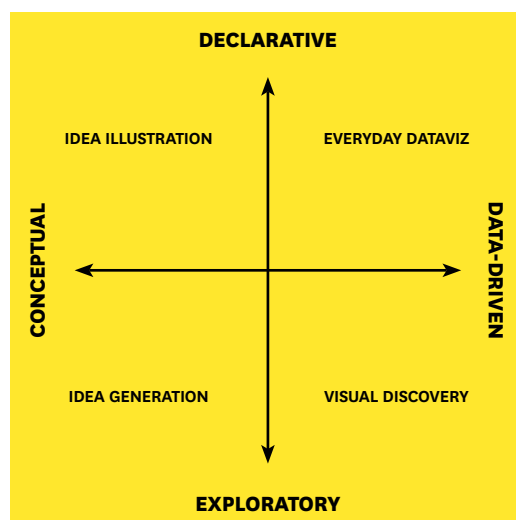 DECLARATIVE
IDEA ILLUSTRATION
EVERYDAY DATAVIZ
CONCEPTUAL
DATA-DRIVEN
IDEA GENERATION
VISUAL DISCOVERY
EXPLORATORY